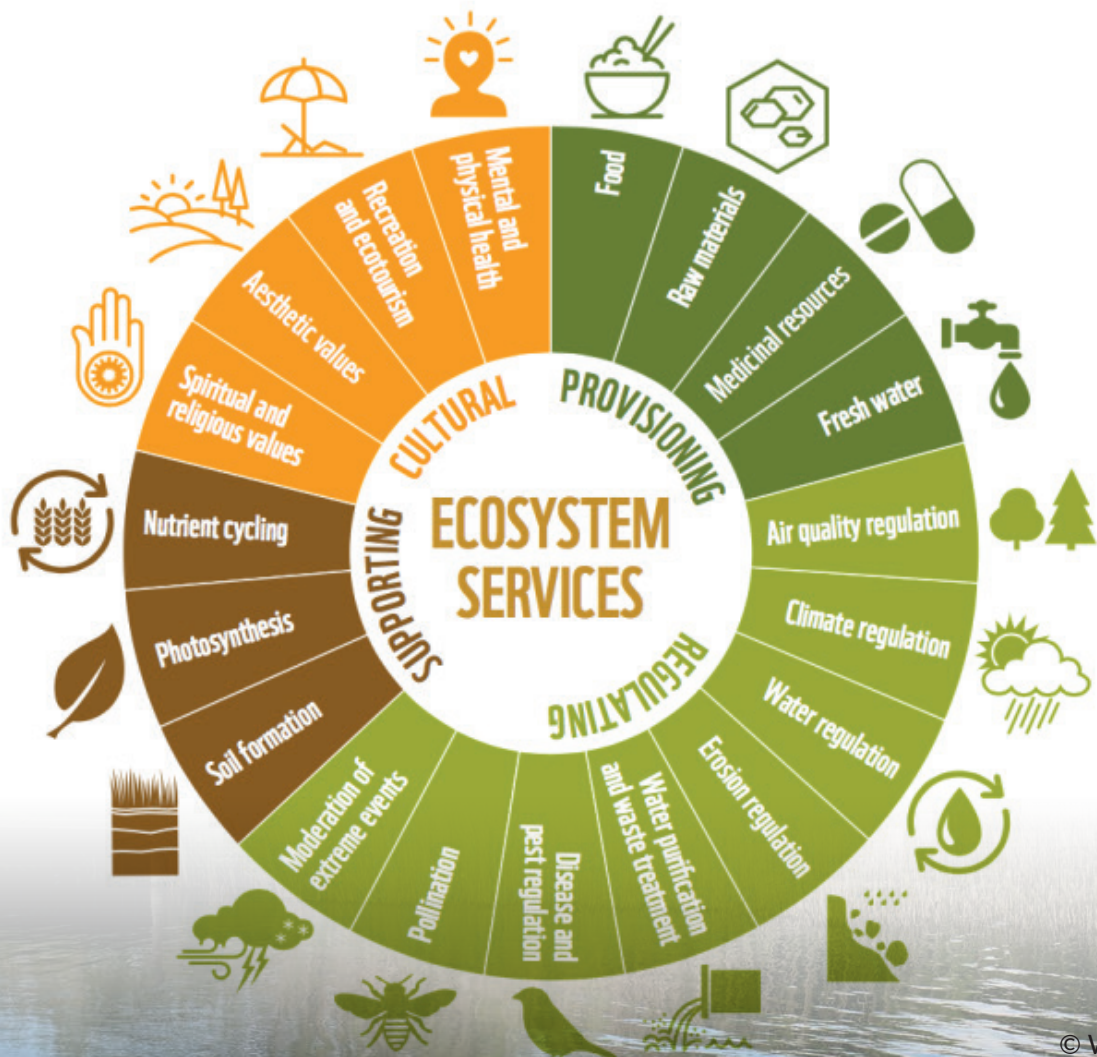 ECOSYSTEM
SERVICES
PROVISIONING
Food
Raw materials
Medicinal resources
Fresh water
REGULATING
Air quality regulation
Climate regulation
Water regulation
Erosion regulation
Water purification
and waste treatment
Disease and
pest regulation
Pollination
Moderation of
extreme events
SUPPORTING
Soil formation
Photosynthesis
Nutrient cycling
CULTURAL
Spiritual and
religious values
Aesthetic values
Recreation
and ecotourism
Mental and
physical health
©